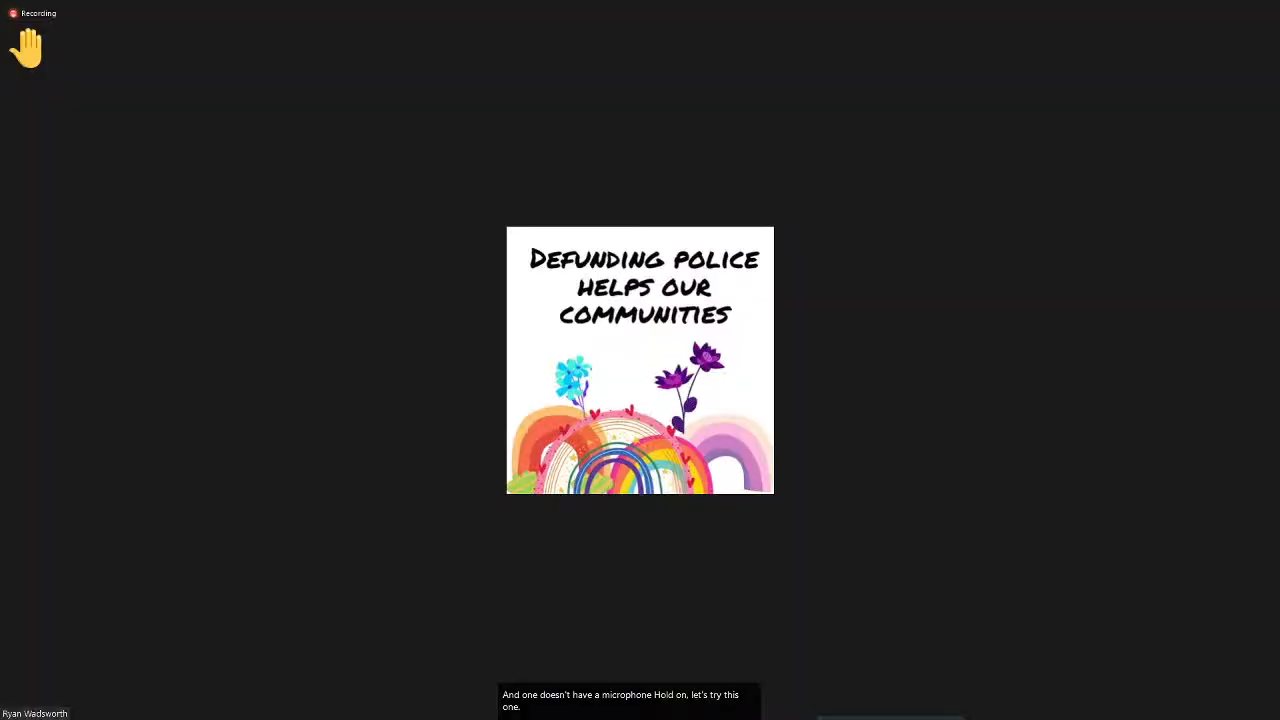 Recording
DEFUNDING POLICE
HELPS OUR
COMMUNITIES
And one doesn't have a microphone Hold on, let's try this
one.
Ryan Wadsworth